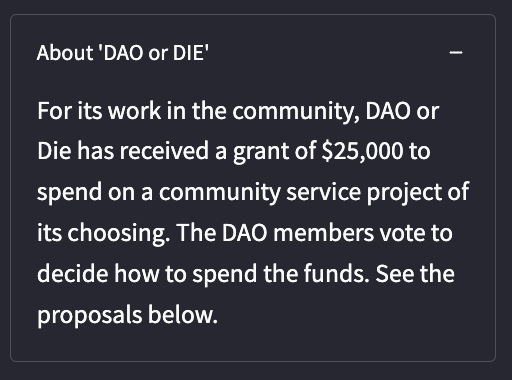 About 'DAO or DIE'
For its work in the community, DAO or
Die has received a grant of $25,000 to
spend on a community service project of
its choosing. The DAO members vote to
decide how to spend the funds. See the
proposals below.